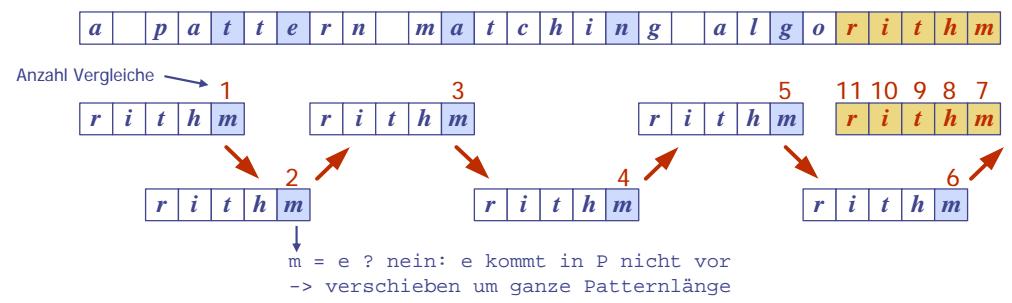 a p a t t e r n m a t c h i n g a l g o r i t h m
Anzahl Vergleiche
1 3 5 11 10 9 8 7
r i t h m r i t h m r i t h m r i t h m
2 4 6
r i t h m r i t h m r i t h m
m = e ? nein: e kommt in P nicht vor
-> verschieben um ganze Patternlänge